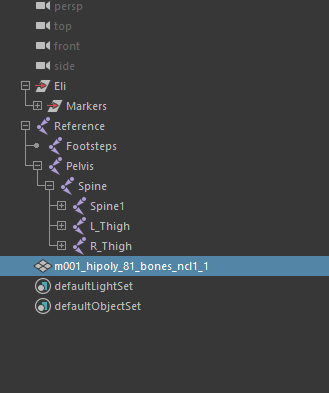 persp
top
front
side
Eli
Markers
Reference
Footsteps
Pelvis
Spine
Spine1
L_Thigh
R_Thigh
m001_hipoly_81_bones_ncl1_1
defaultLightSet
defaultObjectSet